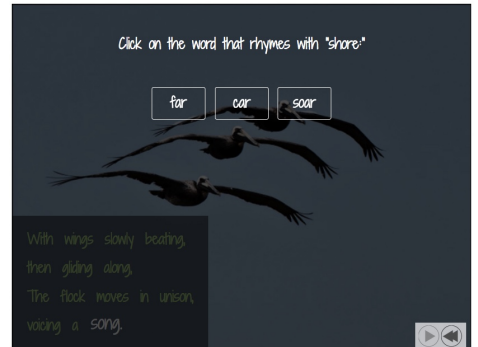 Click on the word that rhymes with "shore:"
far car soar
With wings slowly beating,
then gliding along,
The flock moves in unison,
voicing a song.